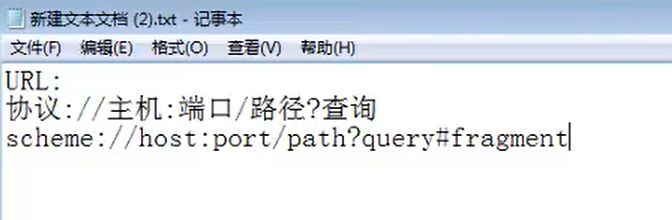 新建文本文档 (2).txt - 记事本
文件(F) 编辑(E) 格式(O) 查看(V) 帮助(H)
URL:
协议://主机:端口/路径?查询
scheme://host:port/path?query#fragment